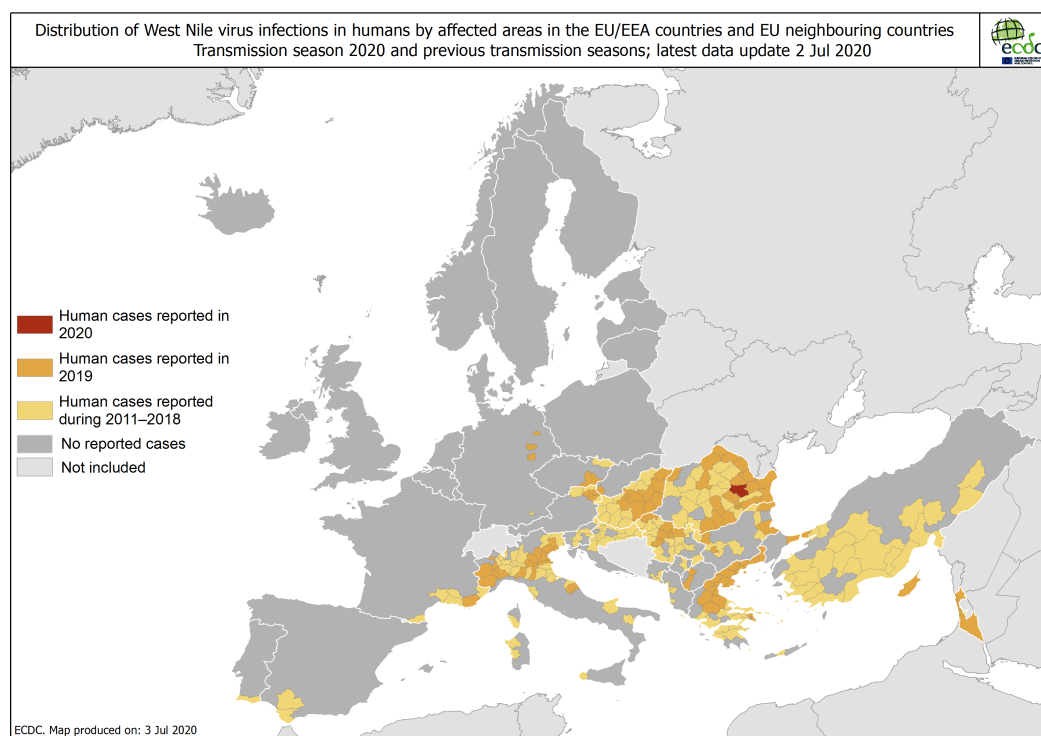 Distribution of West Nile virus infections in humans by affected areas in the EU/EEA countries and EU neighbouring countries
Transmission season 2020 and previous transmission seasons; latest data update 2 Jul 2020
ecdc
Human cases reported in
2020
Human cases reported in
2019
Human cases reported
during 2011–2018
No reported cases
Not included
ECDC. Map produced on: 3 Jul 2020